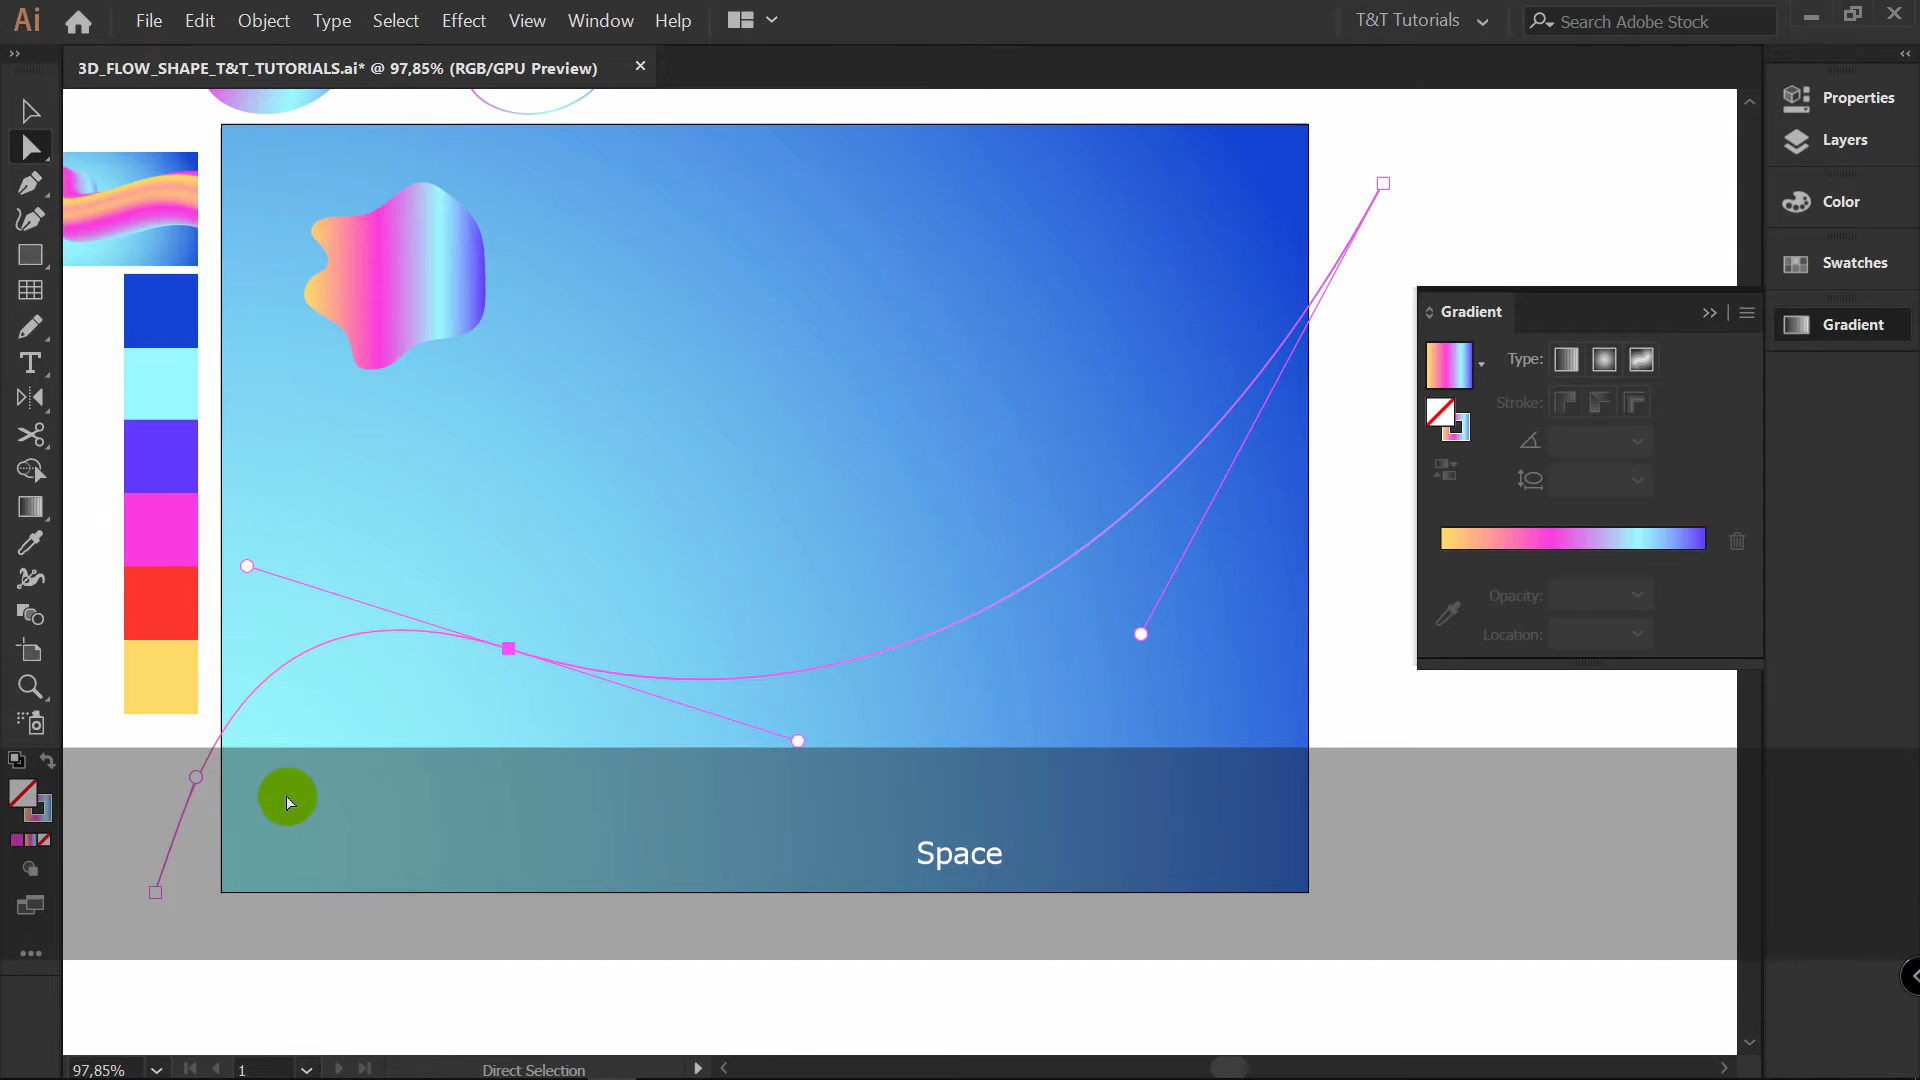 Ai File Edit Object Type Select Effect View Window Help T&T Tutorials Search Adobe Stock
3D_FLOW_SHAPE_T&T_TUTORIALS.ai* @ 97,85% (RGB/GPU Preview)
Properties
Layers
Color
Swatches
Gradient
Gradient
Type:
Stroke:
Opacity:
Location:
Space
97,85% 1 Direct Selection